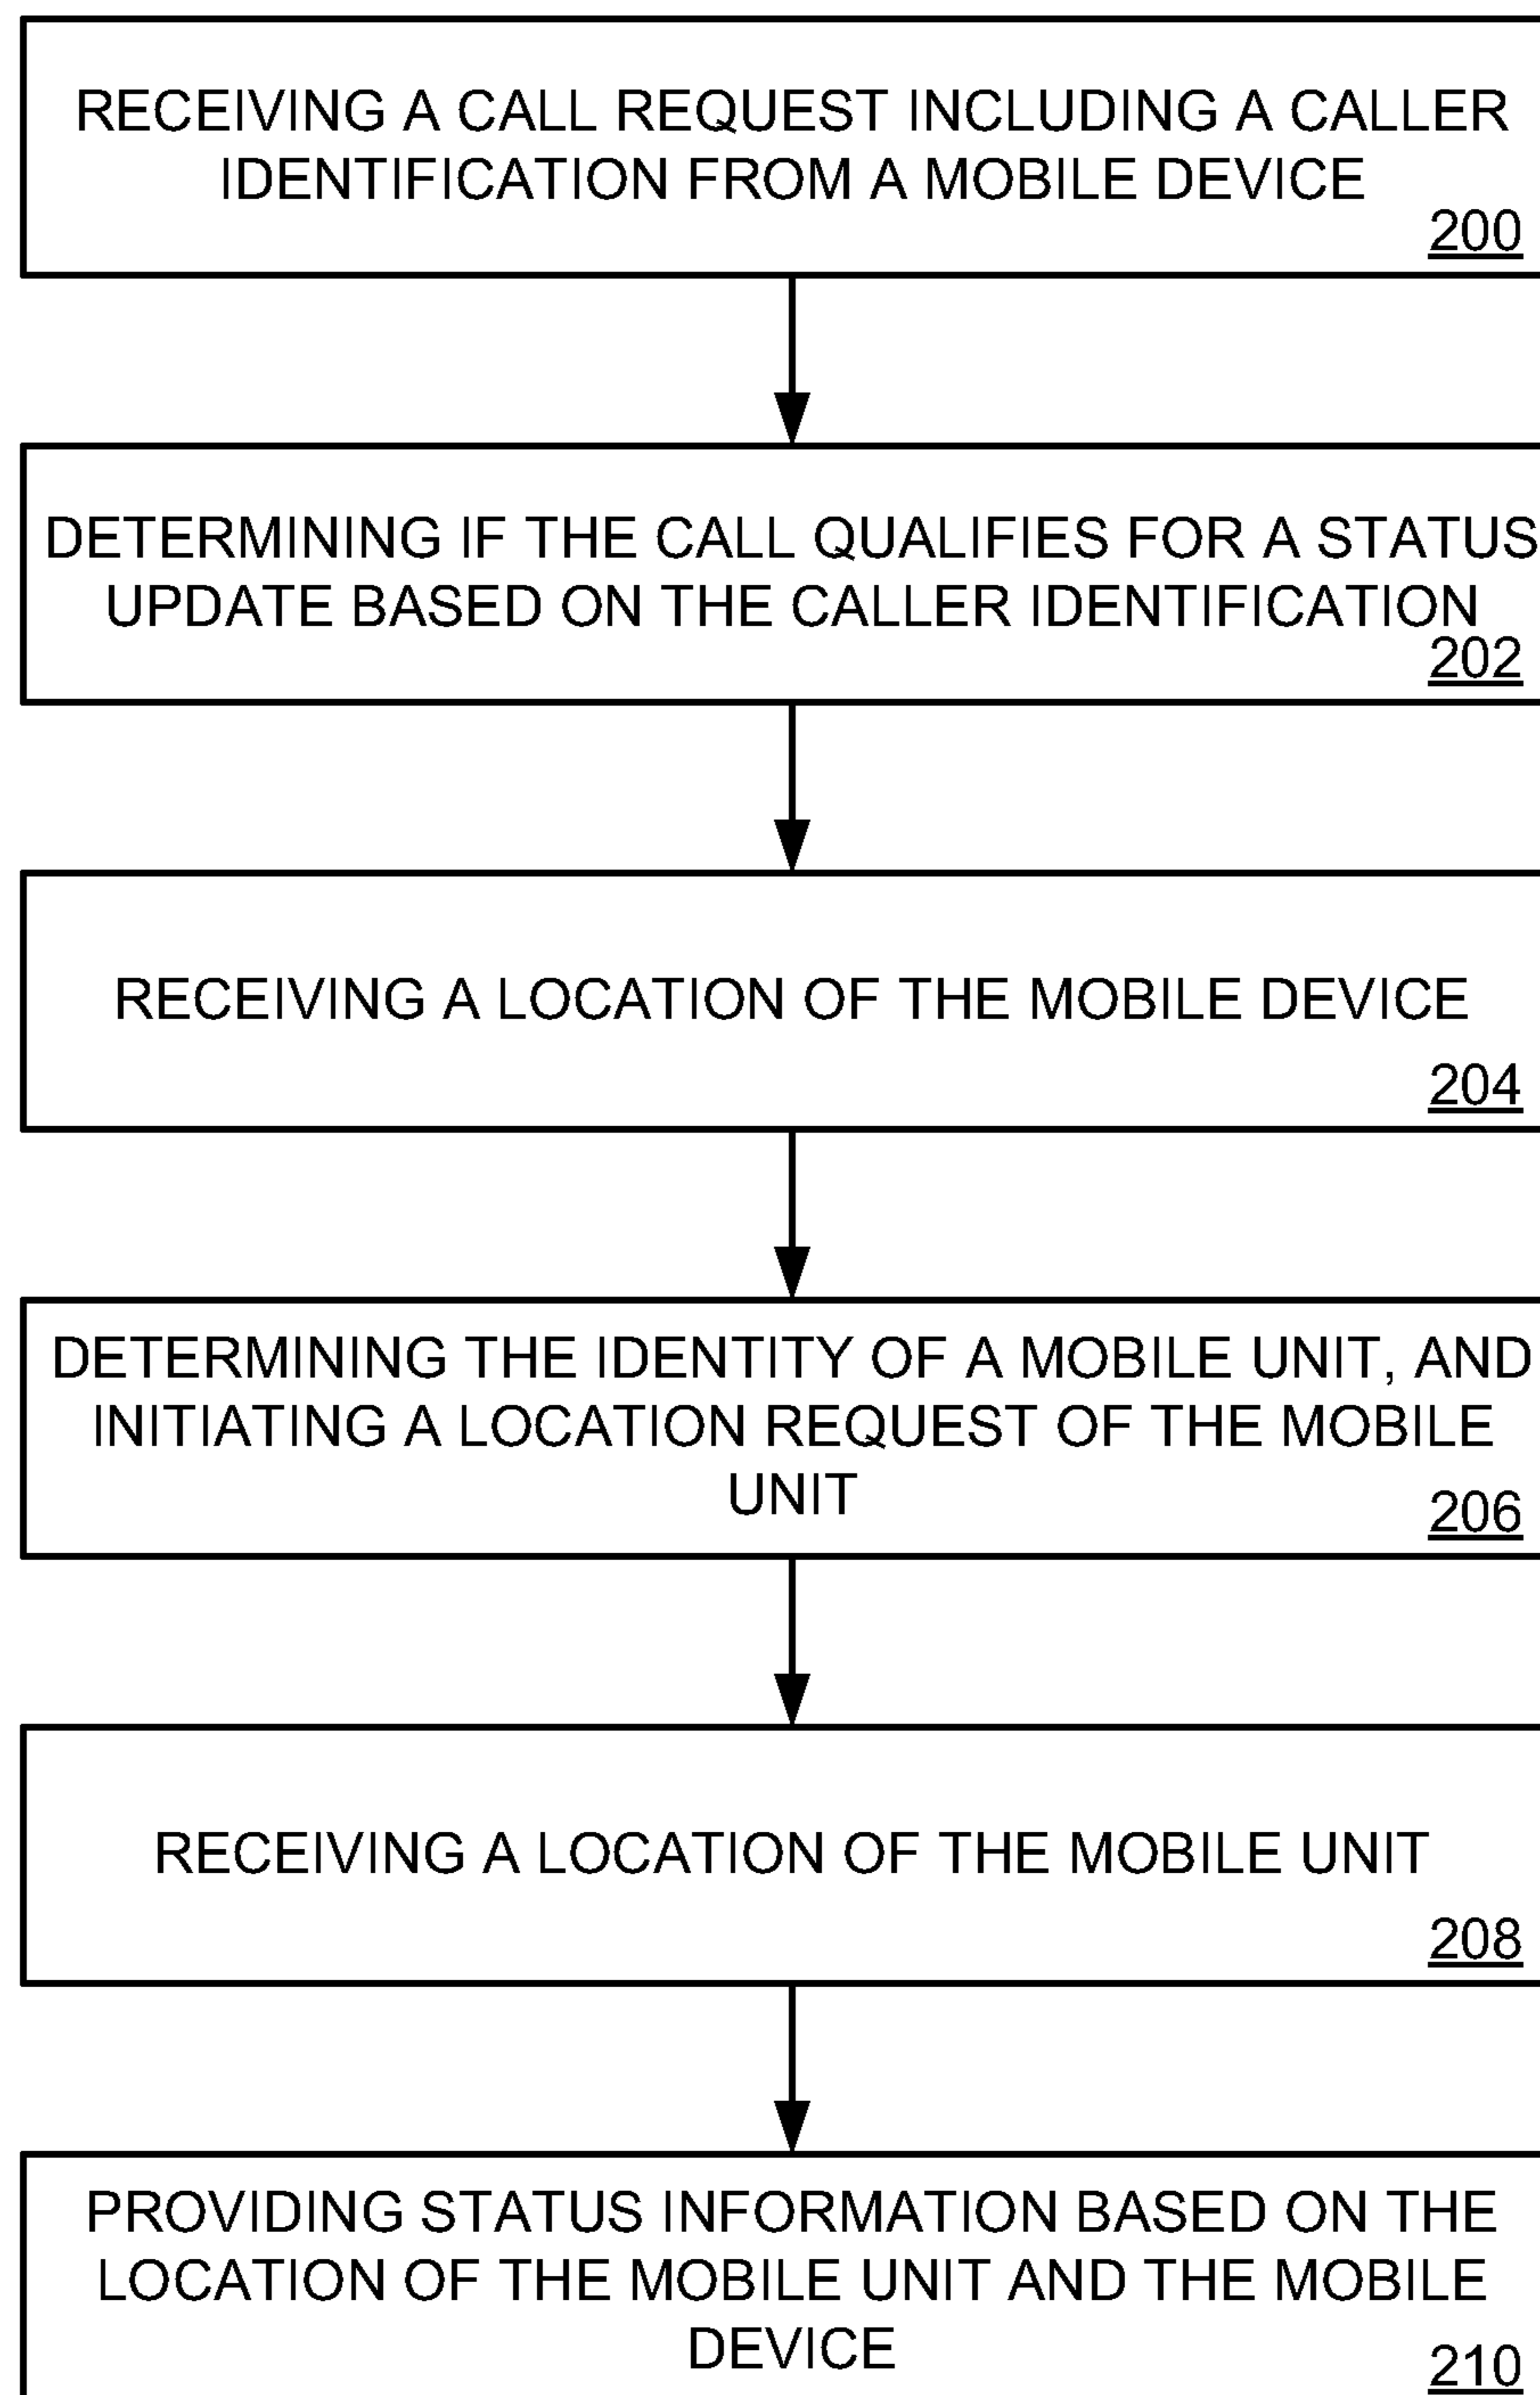 RECEIVING A CALL REQUEST INCLUDING A CALLER
IDENTIFICATION FROM A MOBILE DEVICE
200
DETERMINING IF THE CALL QUALIFIES FOR A STATUS
UPDATE BASED ON THE CALLER IDENTIFICATION
202
RECEIVING A LOCATION OF THE MOBILE DEVICE
204
DETERMINING THE IDENTITY OF A MOBILE UNIT, AND
INITIATING A LOCATION REQUEST OF THE MOBILE
UNIT
206
RECEIVING A LOCATION OF THE MOBILE UNIT
208
PROVIDING STATUS INFORMATION BASED ON THE
LOCATION OF THE MOBILE UNIT AND THE MOBILE
DEVICE
210